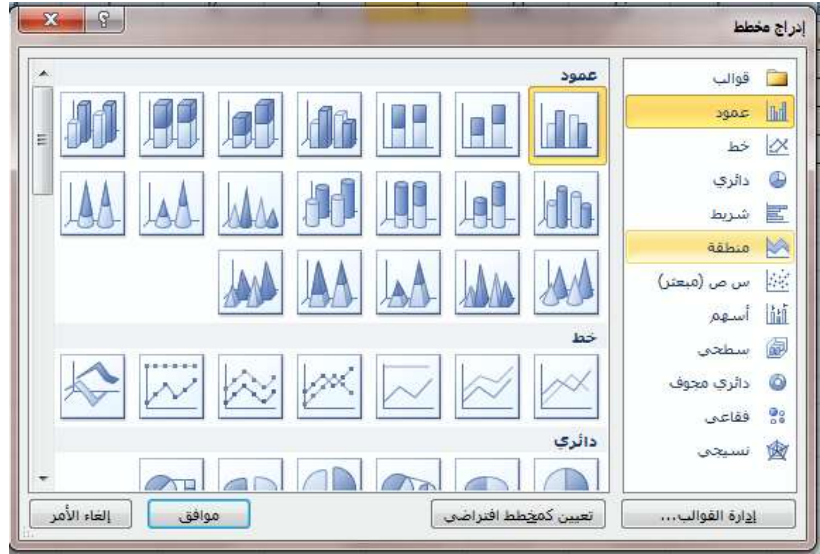 إدراج مخطط
قوالب
عمود
خط
دائري
شريط
منطقة
س ص (مبعثر)
أسهم
سطحي
دائري مجوف
فقاعي
نسيجي
عمود
خط
دائري
إدارة القوالب...
تعيين كمخطط افتراضي
موافق
إلغاء الأمر